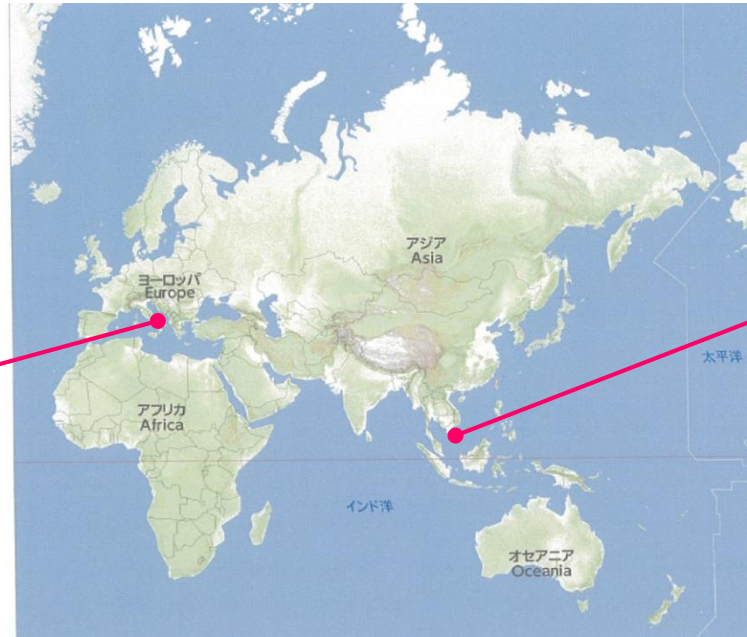 アジア
Asia
ヨーロッパ
Europe
太平洋
アフリカ
Africa
インド洋
オセアニア
Oceania